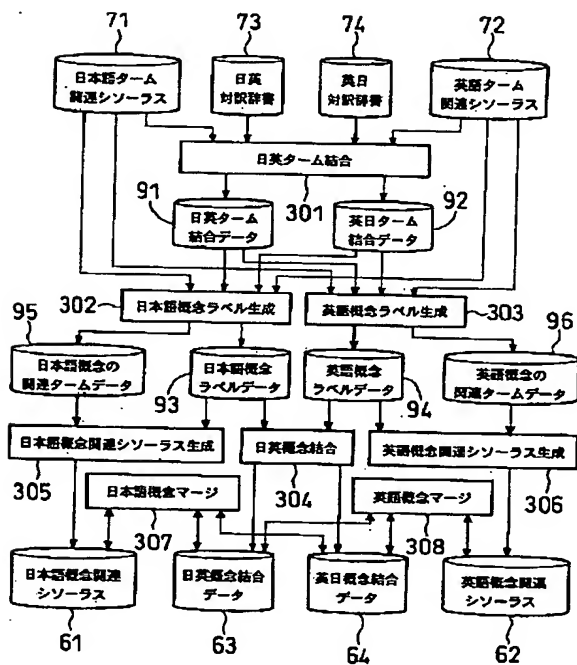 71
73
74
72
日本語ターム
関連シソーラス
日英
対訳辞書
英日
対訳辞書
英語ターム
関連シソーラス
日英ターム結合
91
301
92
日英ターム
結合データ
英日ターム
結合データ
302
日本語概念ラベル生成
英語概念ラベル生成
303
95
96
日本語概念の
関連タームデータ
日本語概念
ラベルデータ
英語概念
ラベルデータ
英語概念の
関連タームデータ
93
94
日本語概念関連シソーラス生成
日英概念結合
英語概念関連シソーラス生成
305
304
306
日本語概念マージ
英語概念マージ
307
308
日本語概念関連
シソーラス
日英概念結合
データ
英日概念結合
データ
英語概念関連
シソーラス
61
63
64
62